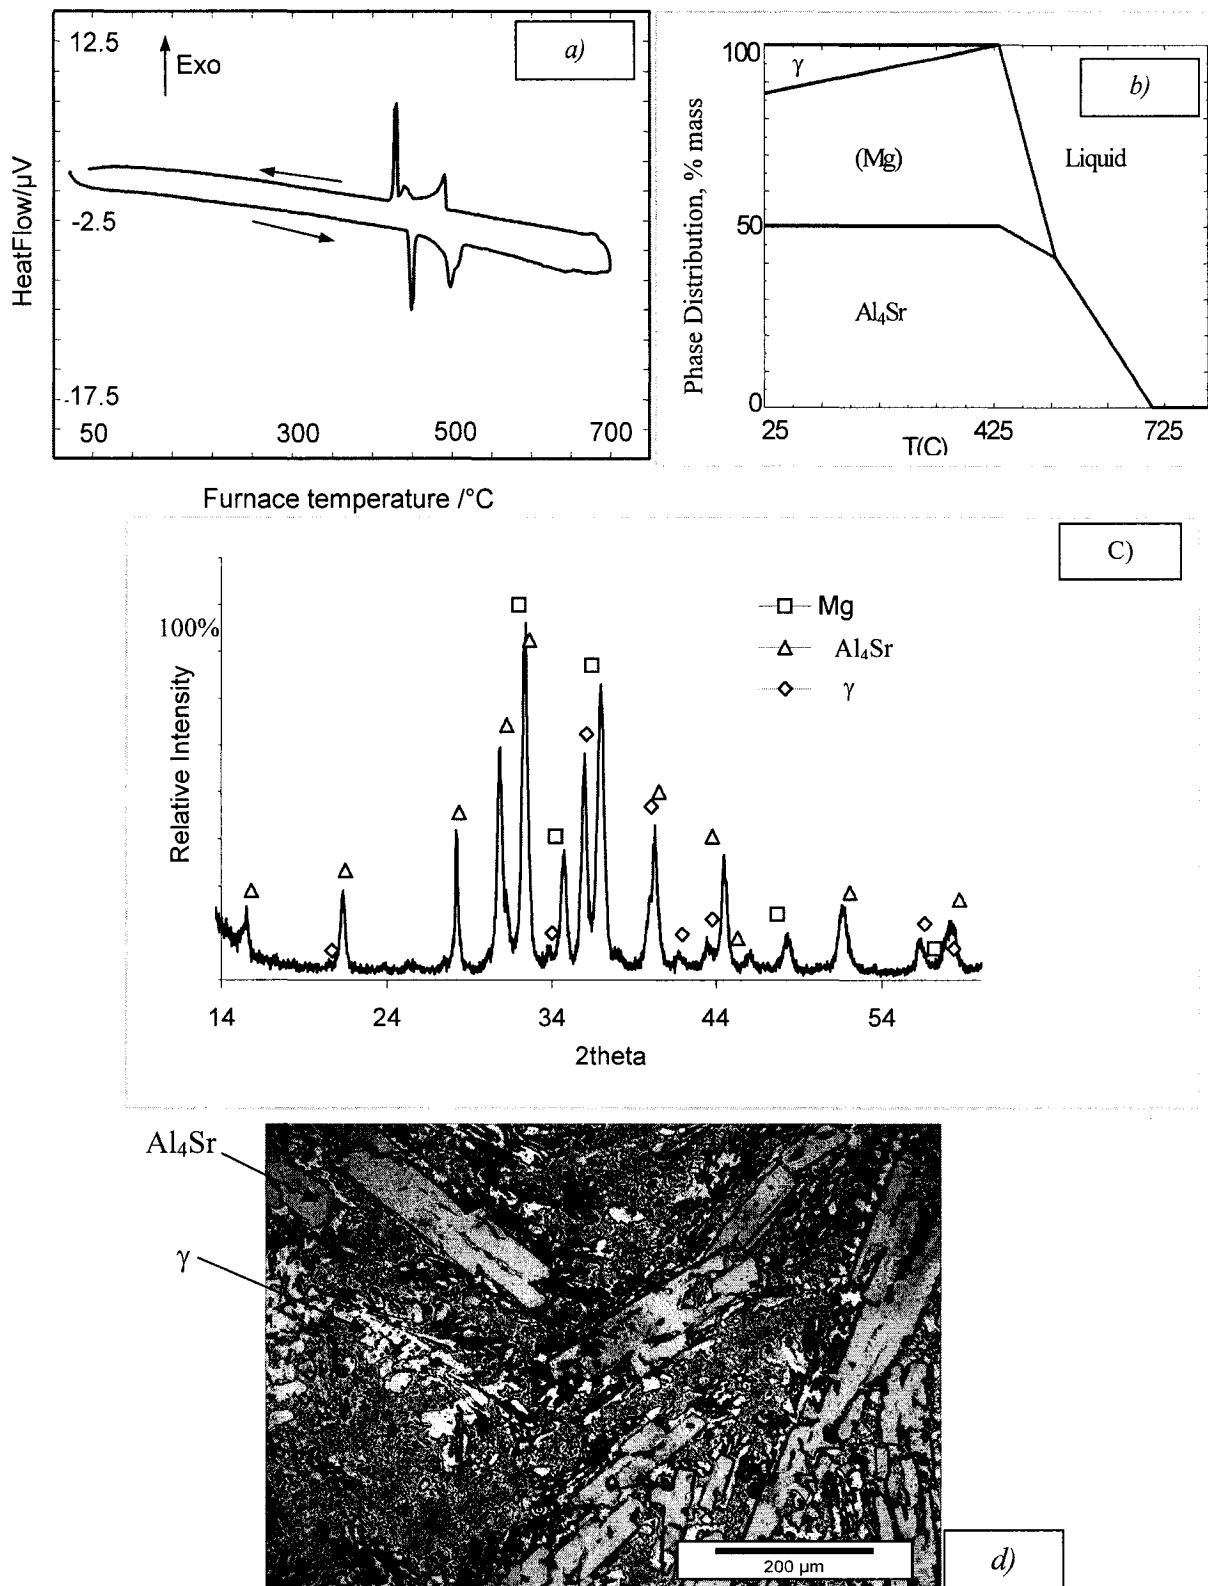 a)
12.5
Exo
-2.5
-17.5
50 300 500 700
HeatFlow/µV
Furnace temperature /°C
b)
100
γ
(Mg)
Liquid
50
Al₄Sr
0
25 425 725
T(C)
Phase Distribution, % mass
C)
100%
Mg
Al₄Sr
γ
Relative Intensity
14 24 34 44 54
2theta
Al₄Sr
γ
200 µm
d)